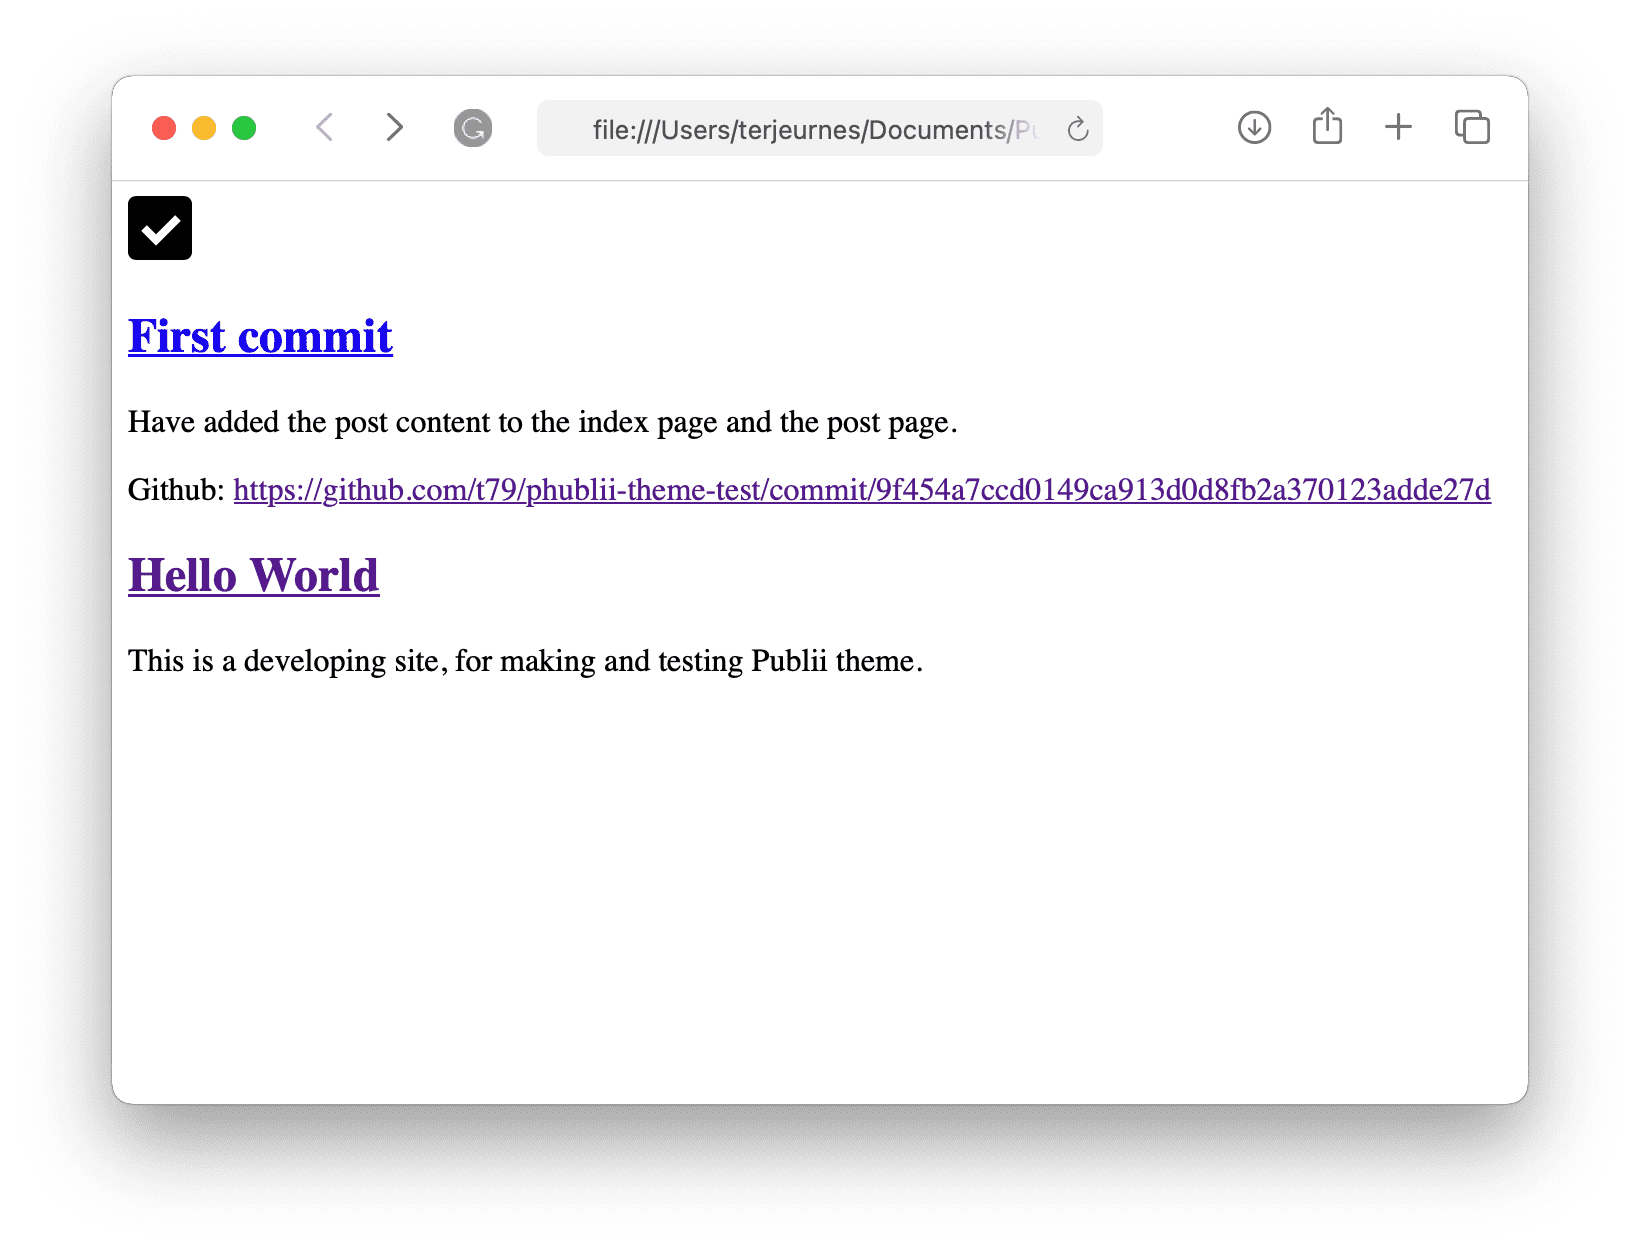 file:///Users/terjeurnes/Documents/Pu
First commit
Have added the post content to the index page and the post page.
Github: https://github.com/t79/phublii-theme-test/commit/9f454a7ccd0149ca913d0d8fb2a370123adde27d
Hello World
This is a developing site, for making and testing Publii theme.